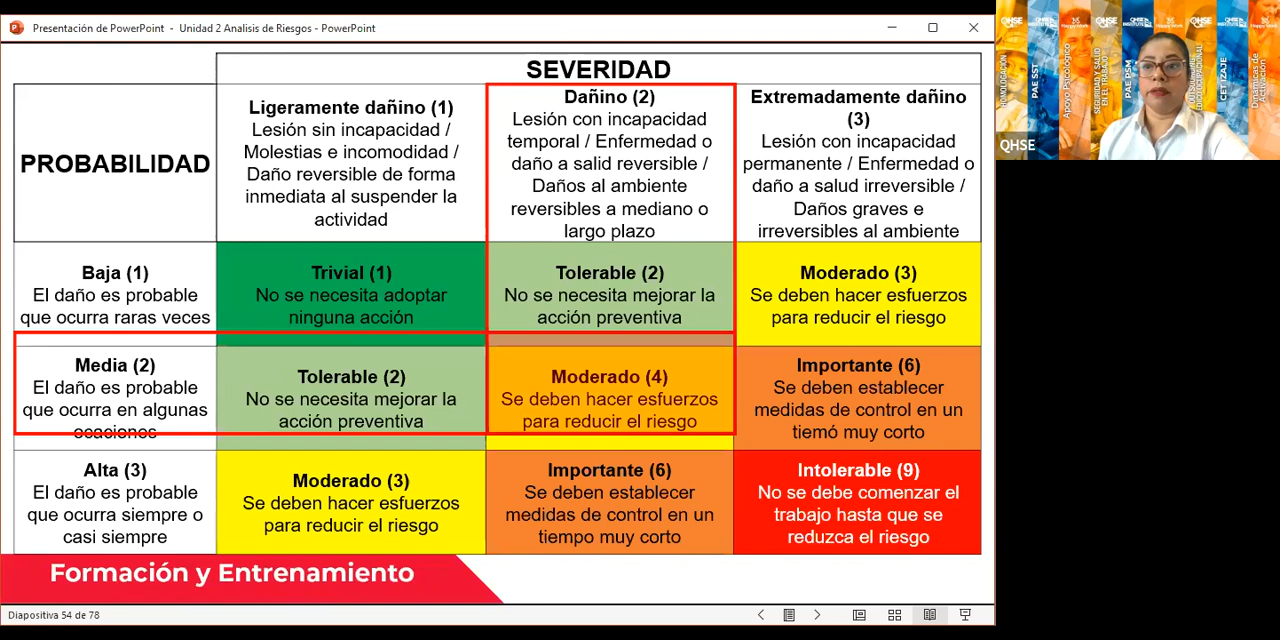 Presentación de PowerPoint - Unidad 2 Analisis de Riesgos - PowerPoint
SEVERIDAD
PROBABILIDAD
Ligeramente dañino (1)
Lesión sin incapacidad /
Molestias e incomodidad /
Daño reversible de forma
inmediata al suspender la
actividad
Dañino (2)
Lesión con incapacidad
temporal / Enfermedad o
daño a salid reversible /
Daños al ambiente
reversibles a mediano o
largo plazo
Extremadamente dañino
(3)
Lesión con incapacidad
permanente / Enfermedad o
daño a salud irreversible /
Daños graves e
irreversibles al ambiente
Baja (1)
El daño es probable
que ocurra raras veces
Trivial (1)
No se necesita adoptar
ninguna acción
Tolerable (2)
No se necesita mejorar la
acción preventiva
Moderado (3)
Se deben hacer esfuerzos
para reducir el riesgo
Media (2)
El daño es probable
que ocurra en algunas
ocaciones
Tolerable (2)
No se necesita mejorar la
acción preventiva
Moderado (4)
Se deben hacer esfuerzos
para reducir el riesgo
Importante (6)
Se deben establecer
medidas de control en un
tiemó muy corto
Alta (3)
El daño es probable
que ocurra siempre o
casi siempre
Moderado (3)
Se deben hacer esfuerzos
para reducir el riesgo
Importante (6)
Se deben establecer
medidas de control en un
tiempo muy corto
Intolerable (9)
No se debe comenzar el
trabajo hasta que se
reduzca el riesgo
Formación y Entrenamiento
Diapositiva 54 de 78
HOMOLOGACIÓN
PAE SST
Apoyo Psicológico
SEGURIDAD Y SALUD
EN EL TRABAJO
PAE PSM
CET IZAJE
Dinámicas de
Activación
QHSE